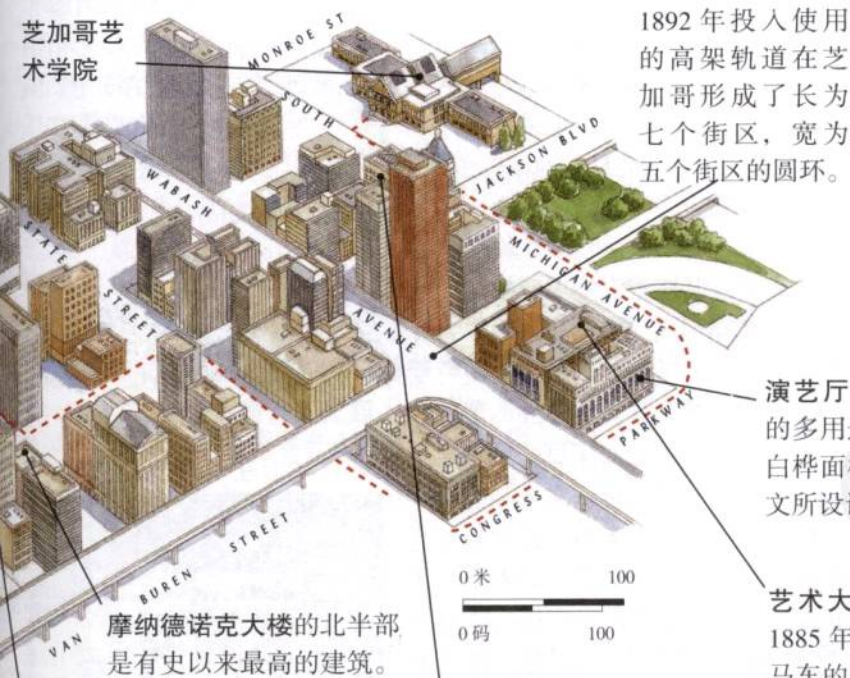 芝加哥艺
术学院
1892 年投入使用
的高架轨道在芝
加哥形成了长为
七个街区，宽为
五个街区的圆环。
MONROE ST
SOUTH
JACKSON BLVD
WABASH
STATE
STREET
MICHIGAN AVENUE
AVENUE
PARKWAY
演艺厅
的多用
白桦面
文所设
CONGRESS
VAN BUREN STREET
0 米 100
0 码 100
艺术大
1885 年
马车的
摩纳德诺克大楼的北半部
是有史以来最高的建筑。